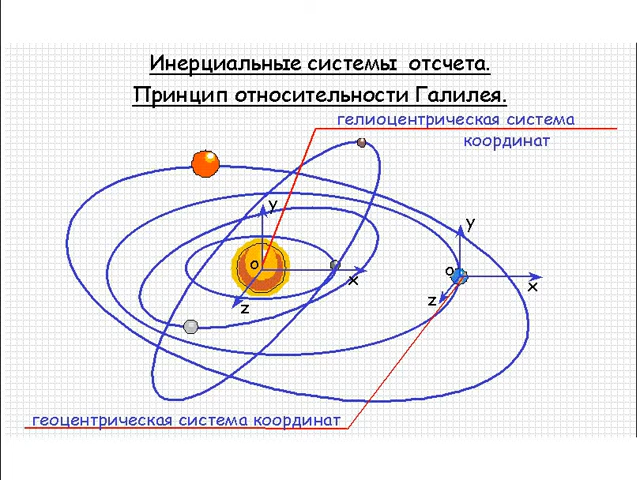 Инерциальные системы отсчета.
Принцип относительности Галилея.
гелиоцентрическая система
координат
y
y
o
o
x
x
z
z
геоцентрическая система координат